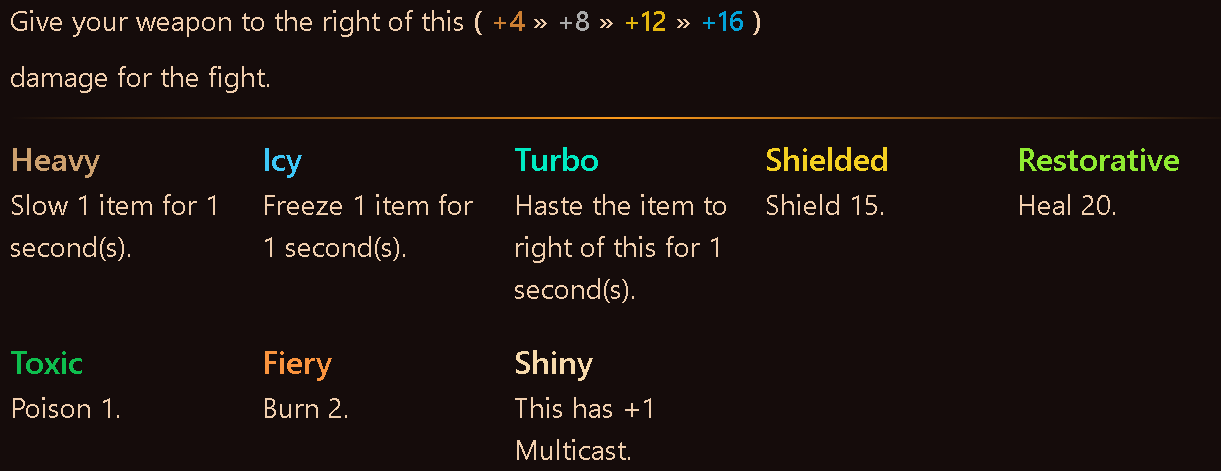 Give your weapon to the right of this ( +4 » +8 » +12 » +16 )
damage for the fight.
Heavy
Slow 1 item for 1
second(s).
Icy
Freeze 1 item for
1 second(s).
Turbo
Haste the item to
right of this for 1
second(s).
Shielded
Shield 15.
Restorative
Heal 20.
Toxic
Poison 1.
Fiery
Burn 2.
Shiny
This has +1
Multicast.